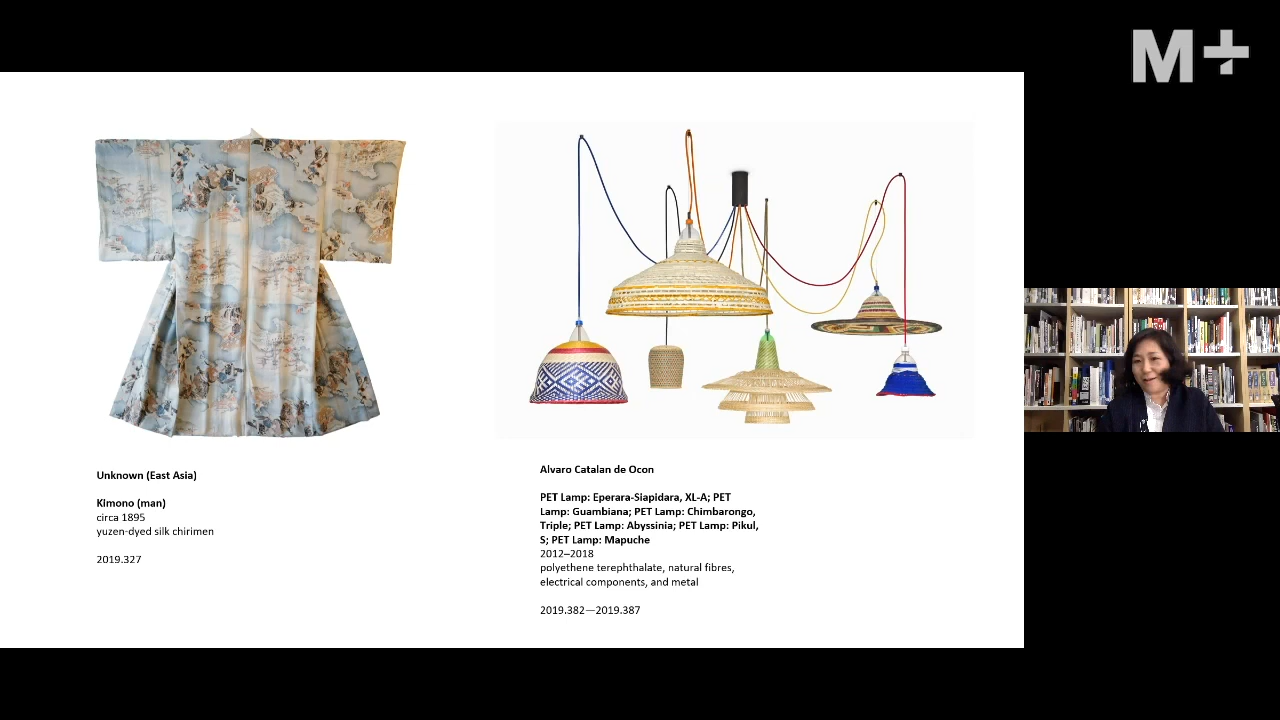 M+
Unknown (East Asia)
Kimono (man)
circa 1895
yuzen-dyed silk chirimen
2019.327
Alvaro Catalan de Ocon
PET Lamp: Eperara-Siapidara, XL-A; PET
Lamp: Guambiana; PET Lamp: Chimbarongo,
Triple; PET Lamp: Abyssinia; PET Lamp: Pikul,
S; PET Lamp: Mapuche
2012–2018
polyethene terephthalate, natural fibres,
electrical components, and metal
2019.382—2019.387